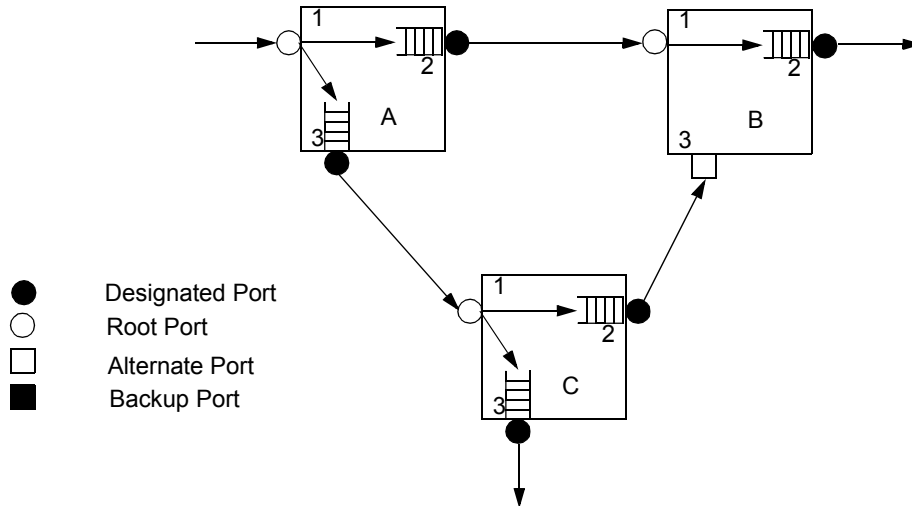 1
2
3
A
1
2
3
B
1
2
3
C
Designated Port
Root Port
Alternate Port
Backup Port